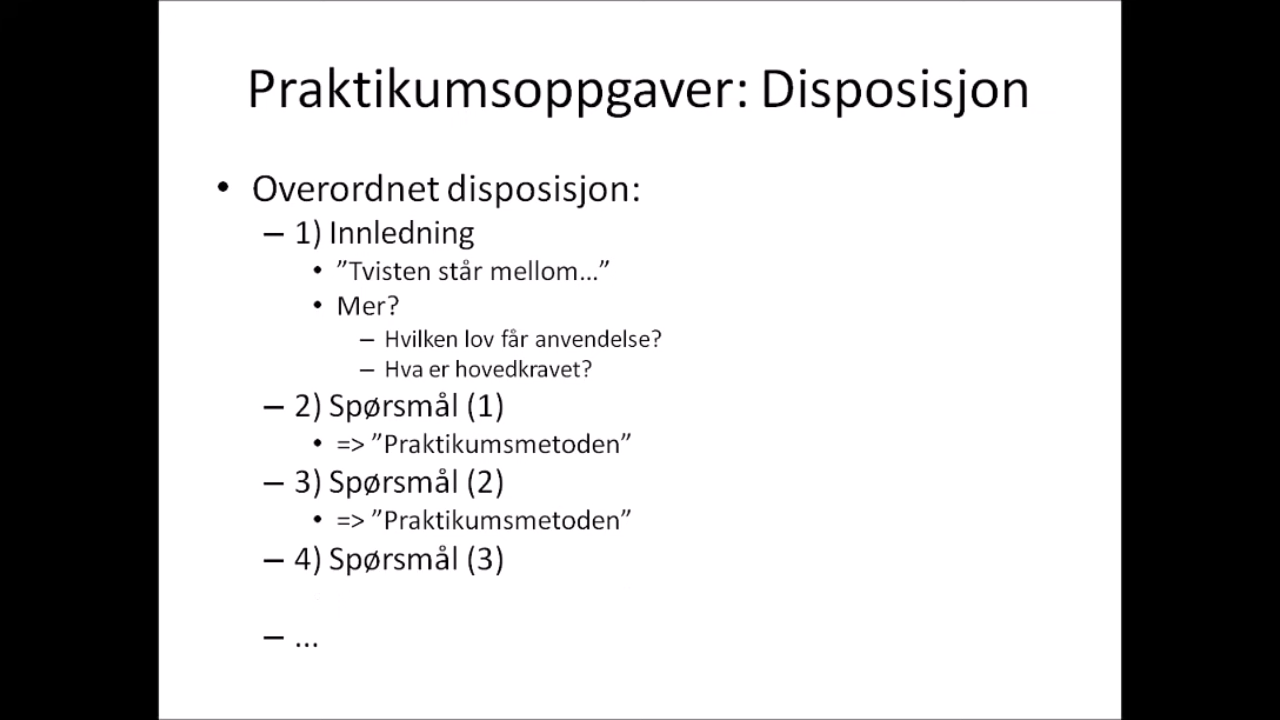 Praktikumsoppgaver: Disposisjon
• Overordnet disposisjon:
– 1) Innledning
• ”Tvisten står mellom...”
• Mer?
– Hvilken lov får anvendelse?
– Hva er hovedkravet?
– 2) Spørsmål (1)
• => ”Praktikumsmetoden”
– 3) Spørsmål (2)
• => ”Praktikumsmetoden”
– 4) Spørsmål (3)
– ...